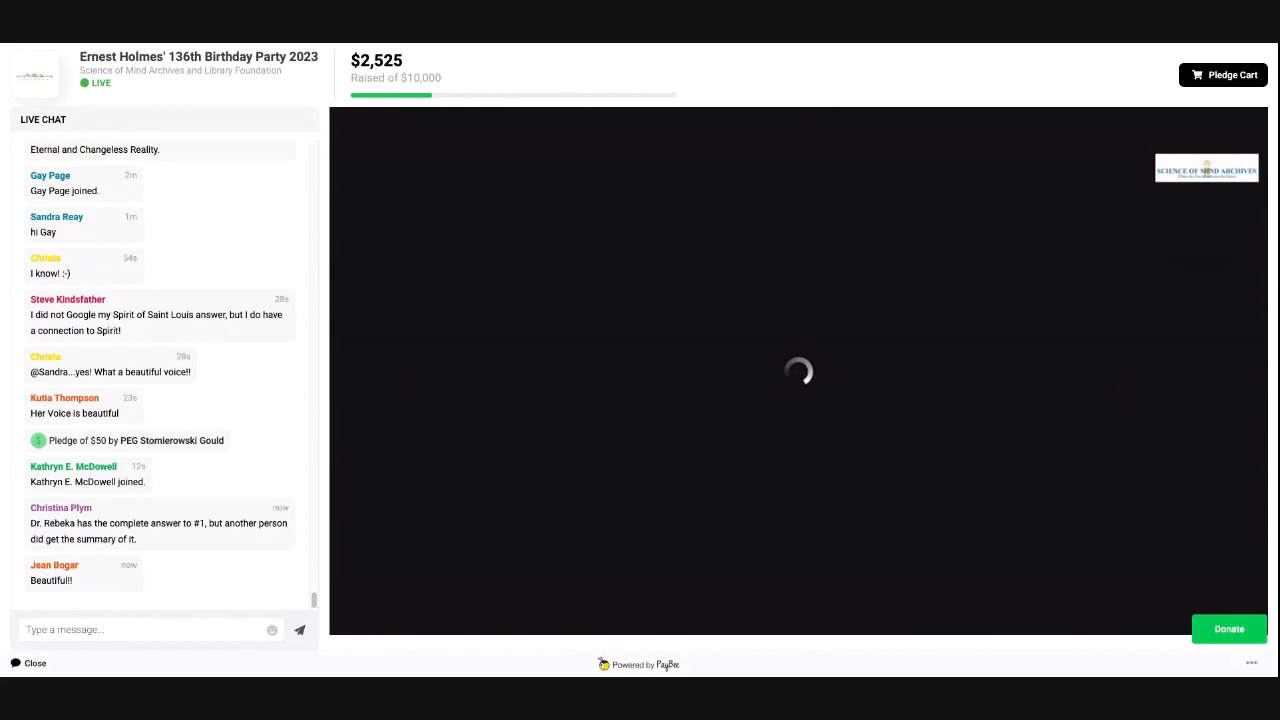 Ernest Holmes' 136th Birthday Party 2023
Science of Mind Archives and Library Foundation
LIVE
$2,525
Raised of $10,000
Pledge Cart
LIVE CHAT
Eternal and Changeless Reality.
Gay Page 2m
Gay Page joined.
Sandra Reay 1m
hi Gay
Christa 54s
I know! :-)
Steve Kindsfather 28s
I did not Google my Spirit of Saint Louis answer, but I do have
a connection to Spirit!
Christa 28s
@Sandra...yes! What a beautiful voice!!
Kutia Thompson 23s
Her Voice is beautiful
$ Pledge of $50 by PEG Stomierowski Gould
Kathryn E. McDowell 12s
Kathryn E. McDowell joined.
Christina Plym now
Dr. Rebeka has the complete answer to #1, but another person
did get the summary of it.
Jean Bogar now
Beautiful!!
Type a message...
Close
SCIENCE OF MIND ARCHIVES
Donate
Powered by PayBee